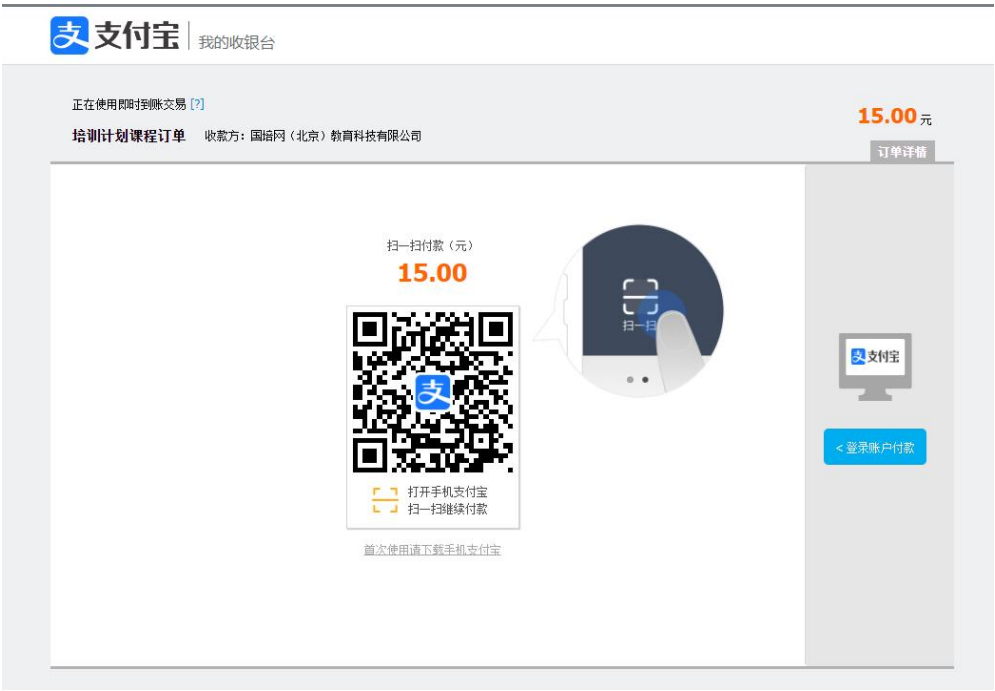 支付宝 我的收银台
正在使用即时到账交易 [?]
15.00 元
培训计划课程订单 收款方：国培网（北京）教育科技有限公司
订单详情
扫一扫付款（元）
15.00
扫一扫
支
支付宝
<登录账户付款
打开手机支付宝
扫一扫继续付款
首次使用请下载手机支付宝